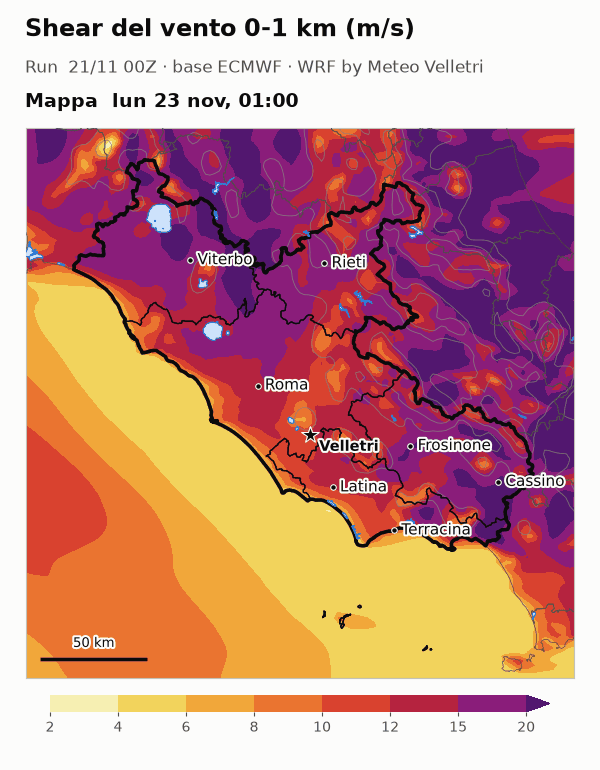 Shear del vento 0-1 km (m/s)
Run  21/11 00Z · base ECMWF · WRF by Meteo Velletri
Mappa  lun 23 nov, 01:00
Viterbo
Rieti
Roma
Velletri
Frosinone
Latina
Cassino
Terracina
50 km
2 4 6 8 10 12 15 20